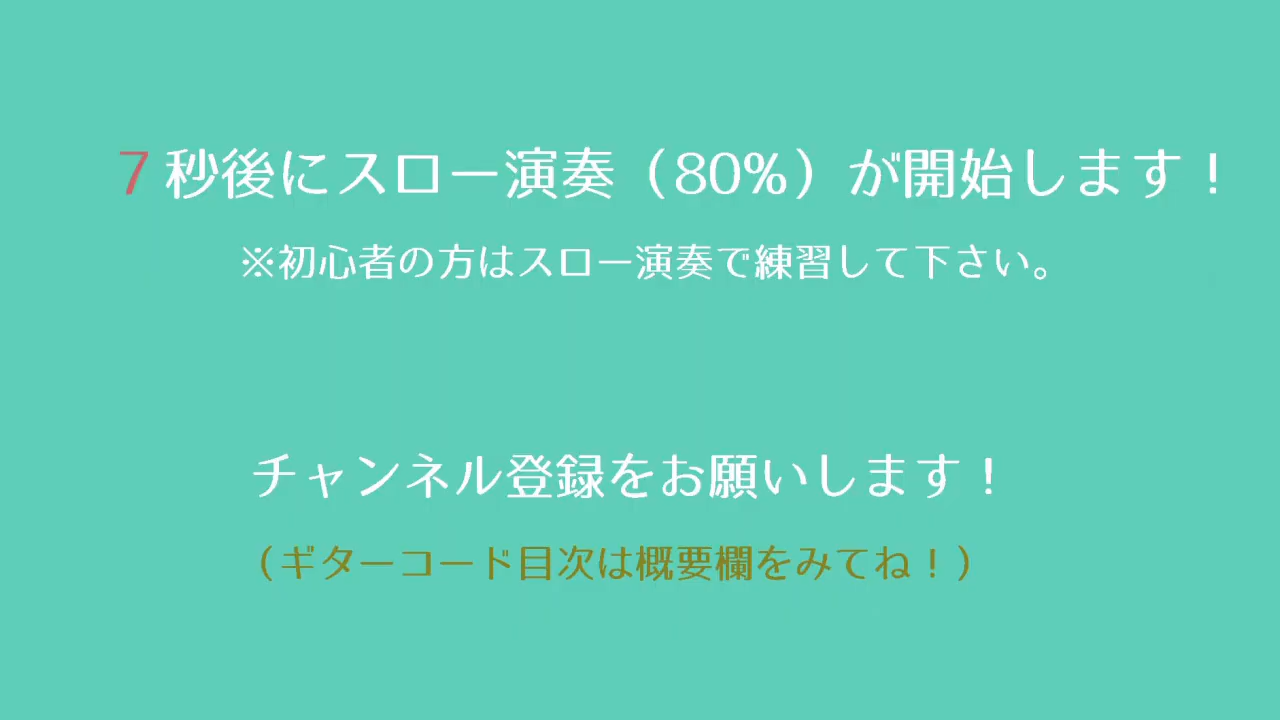 7秒後にスロー演奏（80%）が開始します！
※初心者の方はスロー演奏で練習して下さい。
チャンネル登録をお願いします！
（ギターコード目次は概要欄をみてね！）